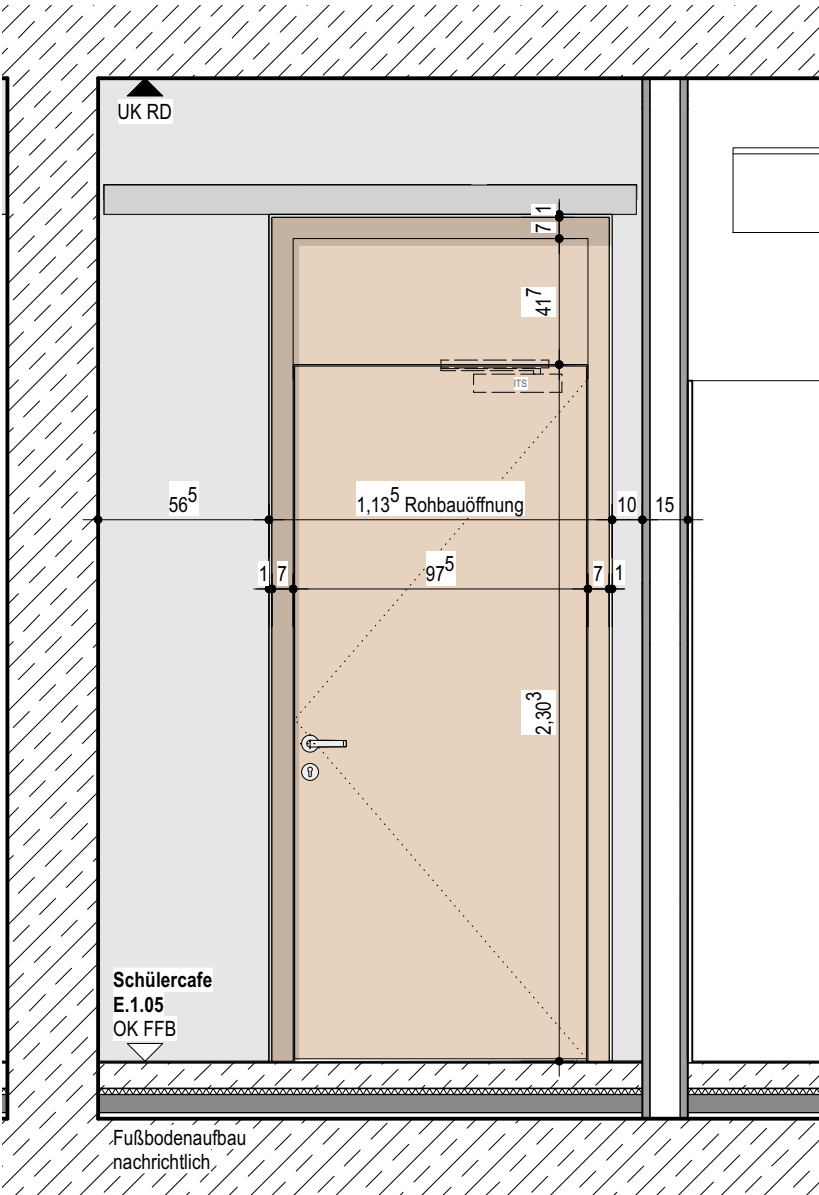 UK RD
1
7
41⁷
ITS
56⁵
1,13⁵ Rohbauöffnung
10
15
1
7
97⁵
7
1
2,30³
Schülercafe
E.1.05
OK FFB
Fußbodenaufbau
nachrichtlich